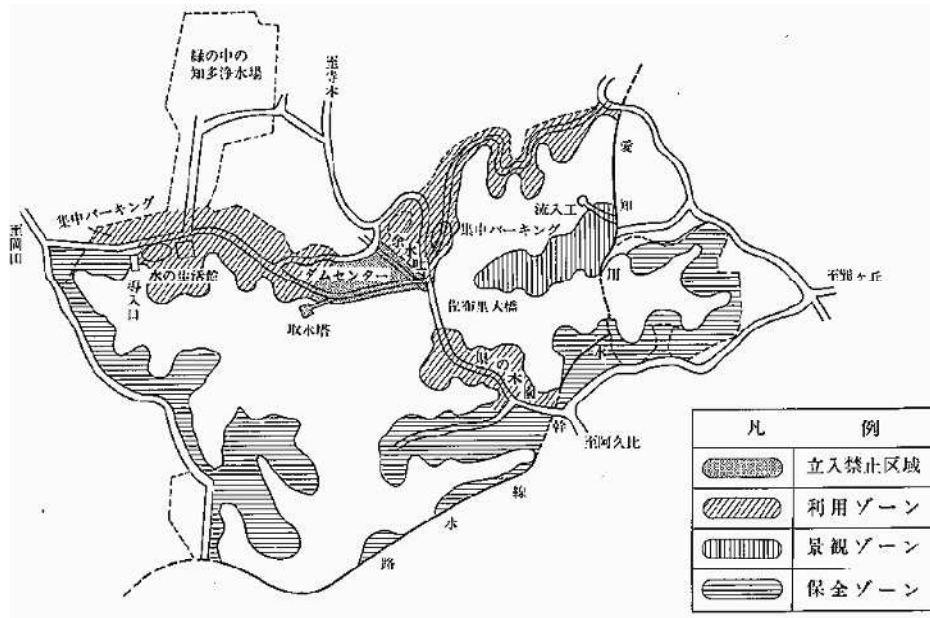 緑の中の
知多浄水場
至寺本
集中パーキング
至岡田
水の生活館
導入口
ダムセンター
取水塔
余水吐
集中パーキング
流入工
佐布里大橋
至巽ヶ丘
至阿久比
愛知用水幹線水路
凡例
立入禁止区域
利用ゾーン
景観ゾーン
保全ゾーン